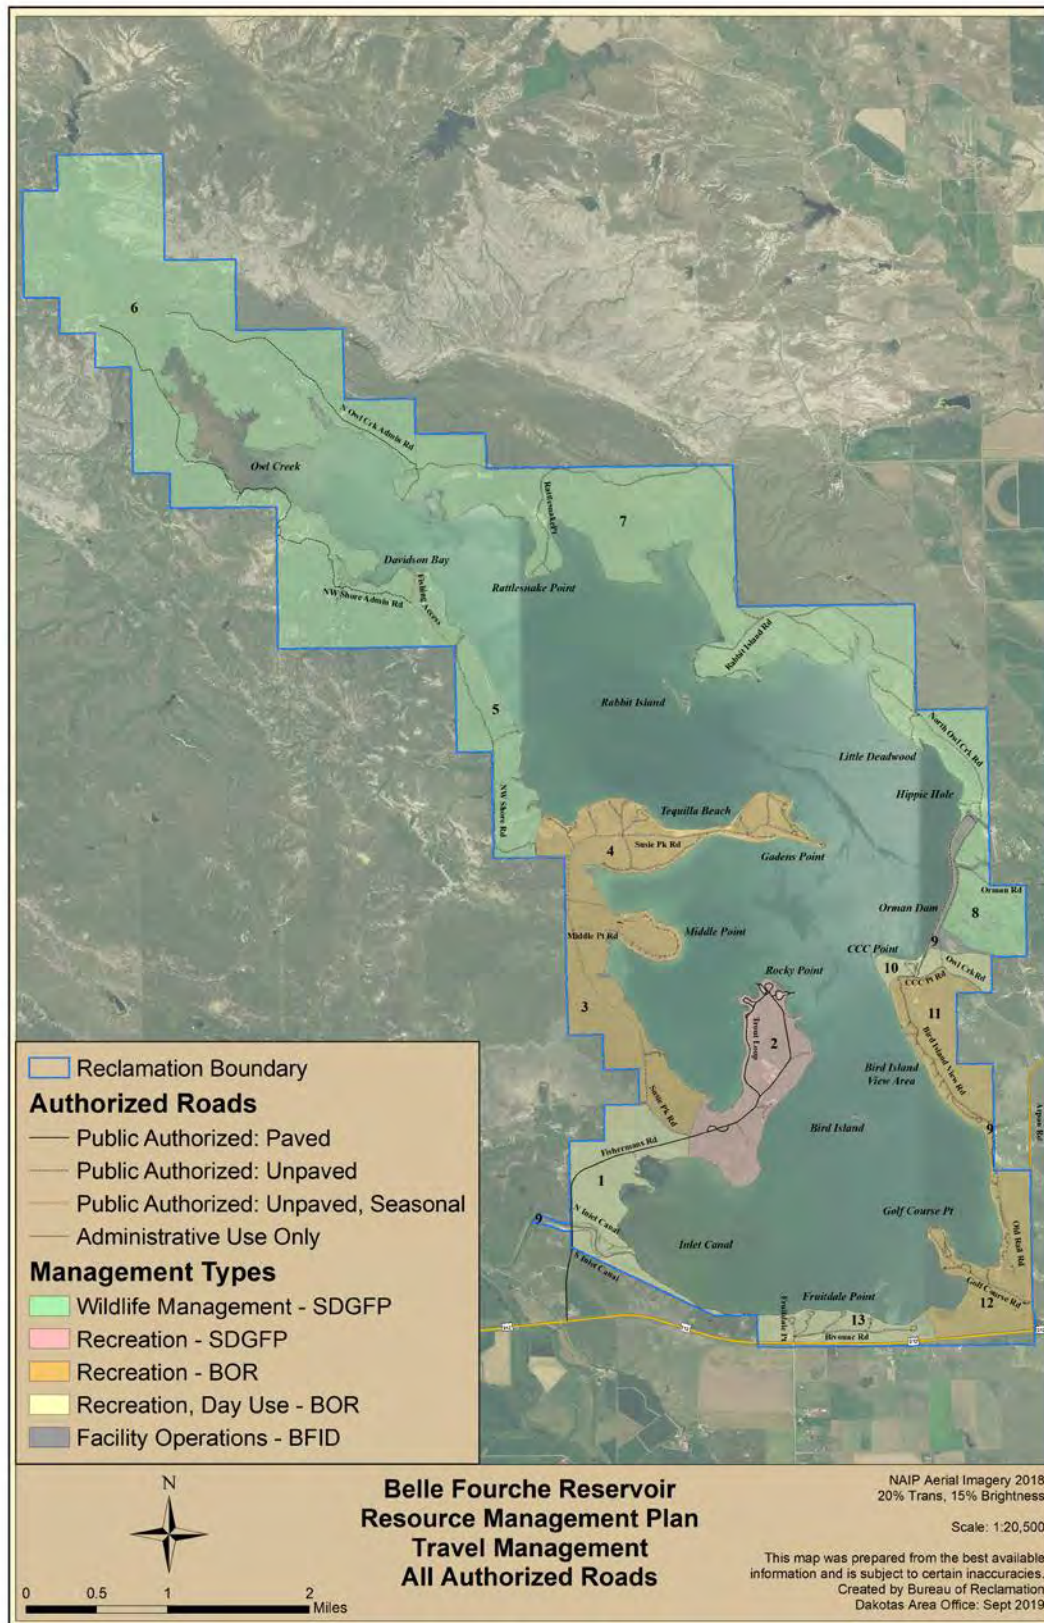 6
N Owl Crk Admin Rd
Owl Creek
RattlesnakePt
7
Davidson Bay
Rattlesnake Point
NW Shore Admin Rd
Fishing Access
Rabbit Island Rd
5
Rabbit Island
North Owl Crk Rd
Little Deadwood
Hippie Hole
NW Shore Rd
Tequilla Beach
4
Susie Pk Rd
Gadens Point
Orman Rd
8
Orman Dam
Middle Pt Rd
Middle Point
9
CCC Point
10
Owl Crk Rd
CCC Pt Rd
Rocky Point
3
11
Trout Loop
2
Bird Island View Rd
Bird Island
View Area
Susie Pk Rd
Bird Island
9
Arpan Rd
Fishermans Rd
1
9
N Inlet Canal
S Inlet Canal
Inlet Canal
Golf Course Pt
Old Rail Rd
Golf Course Rd
12
Fruitdale Point
Fruitdale Pt
13
Bivouac Rd
Reclamation Boundary
Authorized Roads
Public Authorized: Paved
Public Authorized: Unpaved
Public Authorized: Unpaved, Seasonal
Administrative Use Only
Management Types
Wildlife Management - SDGFP
Recreation - SDGFP
Recreation - BOR
Recreation, Day Use - BOR
Facility Operations - BFID
N
0 0.5 1 2
Miles
Belle Fourche Reservoir
Resource Management Plan
Travel Management
All Authorized Roads
NAIP Aerial Imagery 2018
20% Trans, 15% Brightness
Scale: 1:20,500
This map was prepared from the best available
information and is subject to certain inaccuracies.
Created by Bureau of Reclamation
Dakotas Area Office: Sept 2019